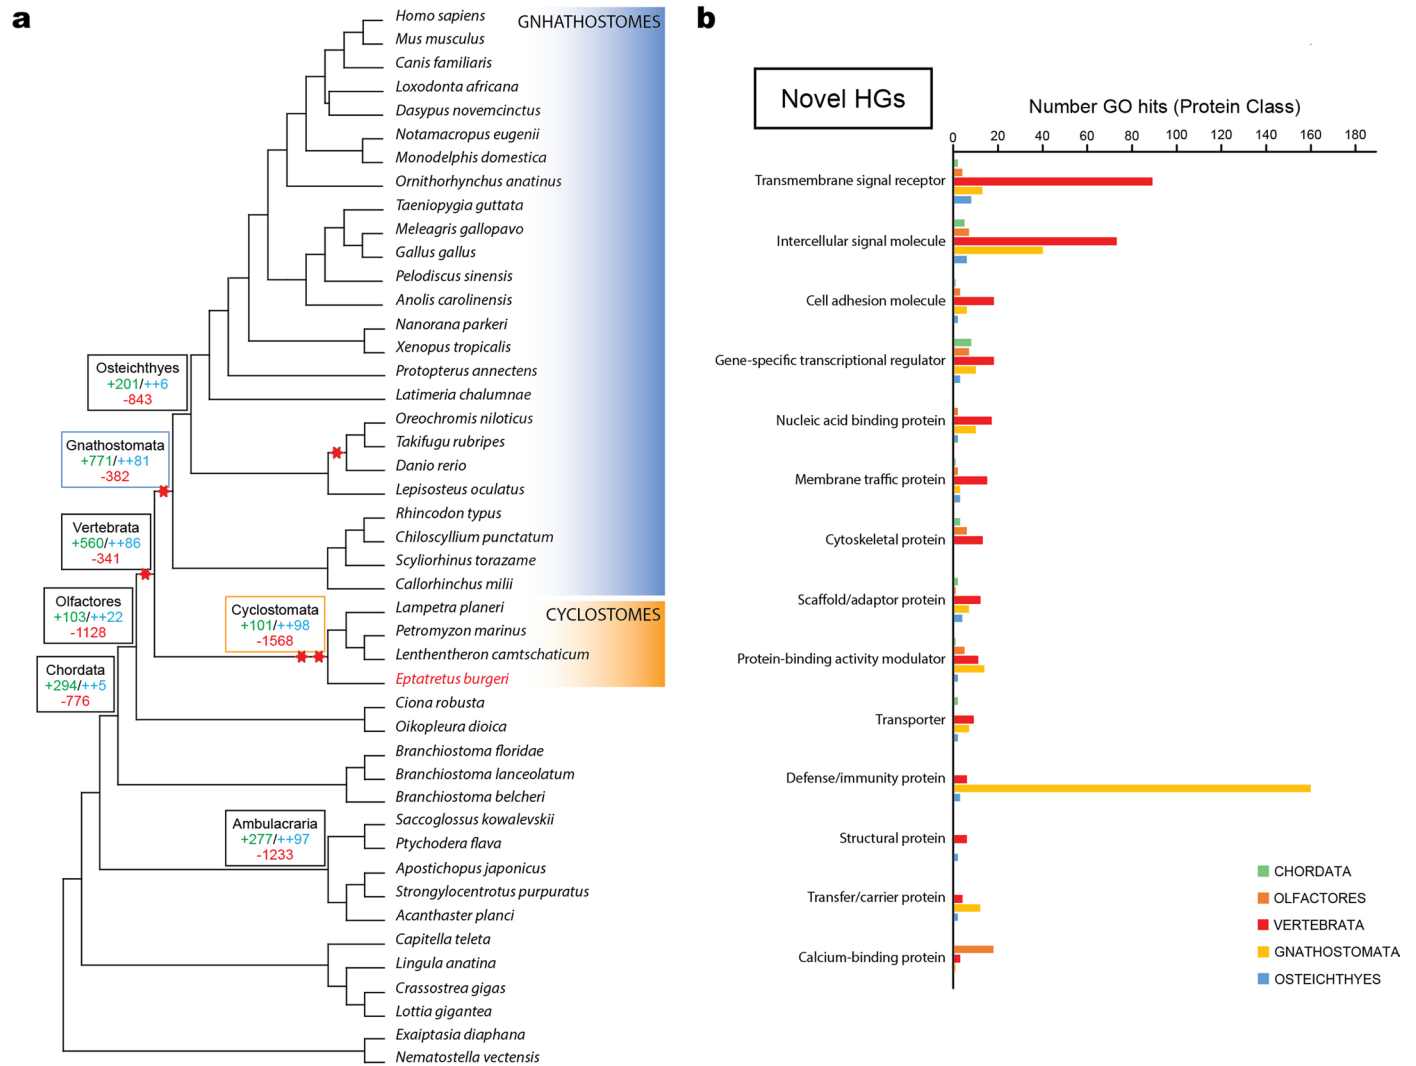 a
GNHATHOSTOMES
Homo sapiens
Mus musculus
Canis familiaris
Loxodonta africana
Dasypus novemcinctus
Notamacropus eugenii
Monodelphis domestica
Ornithorhynchus anatinus
Taeniopygia guttata
Meleagris gallopavo
Gallus gallus
Pelodiscus sinensis
Anolis carolinensis
Nanorana parkeri
Xenopus tropicalis
Protopterus annectens
Latimeria chalumnae
Oreochromis niloticus
Takifugu rubripes
Danio rerio
Lepisosteus oculatus
Rhincodon typus
Chiloscyllium punctatum
Scyliorhinus torazame
Callorhinchus milii
CYCLOSTOMES
Lampetra planeri
Petromyzon marinus
Lenthentheron camtschaticum
Eptatretus burgeri
Ciona robusta
Oikopleura dioica
Branchiostoma floridae
Branchiostoma lanceolatum
Branchiostoma belcheri
Saccoglossus kowalevskii
Ptychodera flava
Apostichopus japonicus
Strongylocentrotus purpuratus
Acanthaster planci
Capitella teleta
Lingula anatina
Crassostrea gigas
Lottia gigantea
Exaiptasia diaphana
Nematostella vectensis
Osteichthyes
+201/++6
-843
Gnathostomata
+771/++81
-382
Vertebrata
+560/++86
-341
Olfactores
+103/++22
-1128
Chordata
+294/++5
-776
Cyclostomata
+101/++98
-1568
Ambulacraria
+277/++97
-1233
b
Novel HGs
Number GO hits (Protein Class)
0 20 40 60 80 100 120 140 160 180
Transmembrane signal receptor
Intercellular signal molecule
Cell adhesion molecule
Gene-specific transcriptional regulator
Nucleic acid binding protein
Membrane traffic protein
Cytoskeletal protein
Scaffold/adaptor protein
Protein-binding activity modulator
Transporter
Defense/immunity protein
Structural protein
Transfer/carrier protein
Calcium-binding protein
CHORDATA
OLFACTORES
VERTEBRATA
GNATHOSTOMATA
OSTEICHTHYES